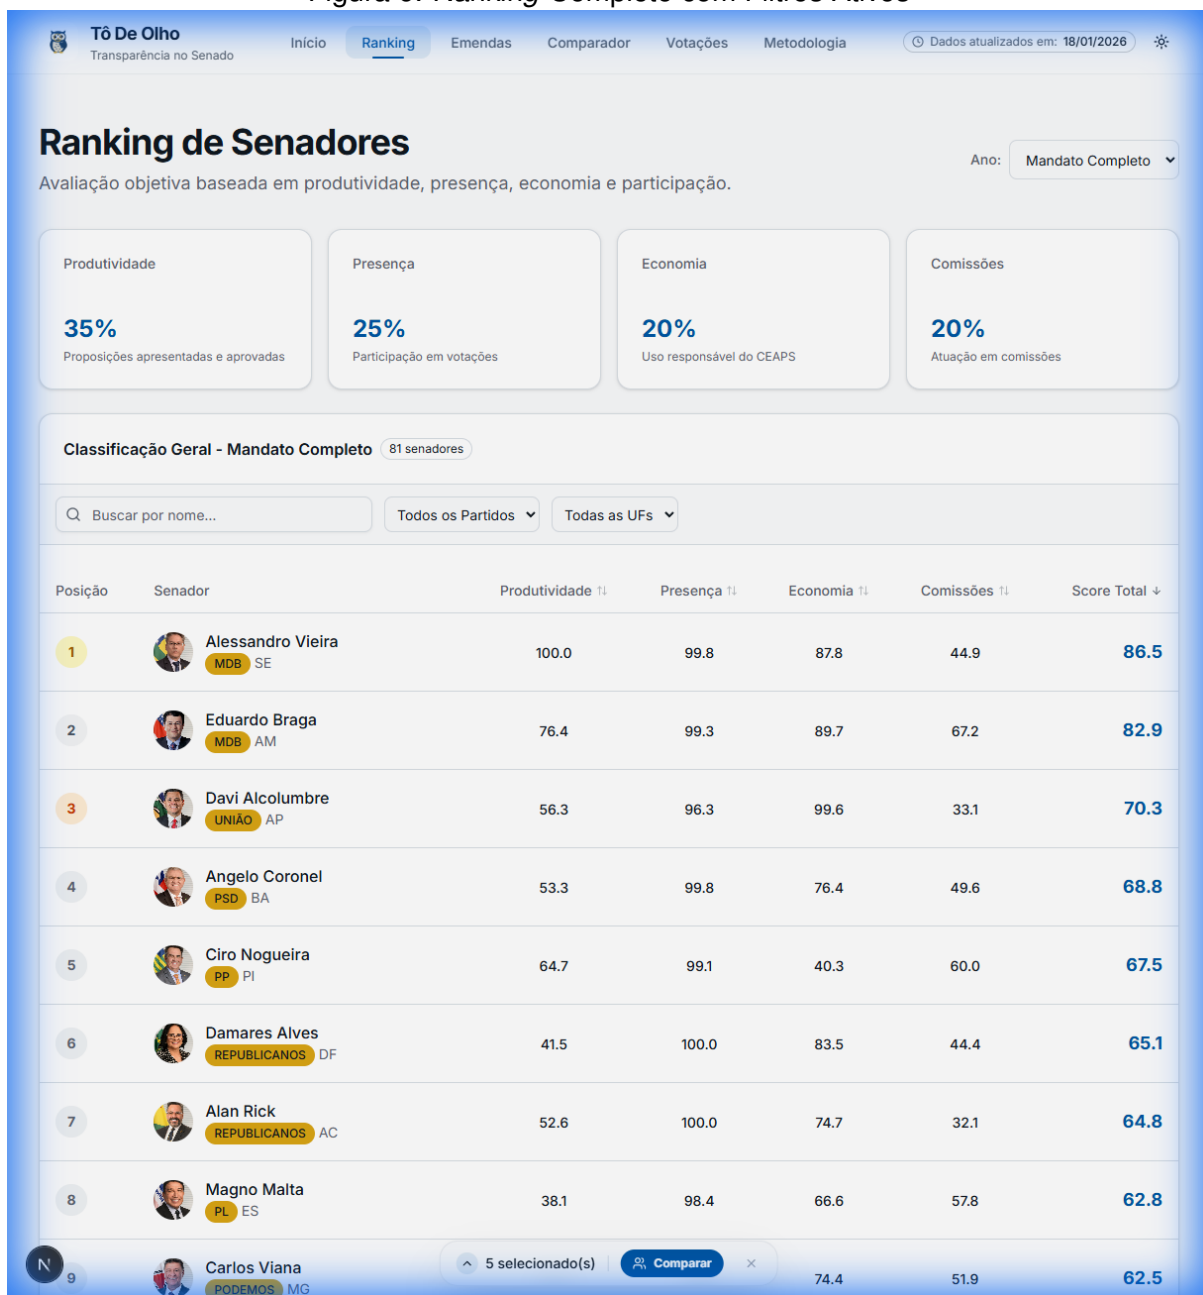 Figura 3: Ranking Completo com Filtros Ativos
Tô De Olho
Transparência no Senado
Início
Ranking
Emendas
Comparador
Votações
Metodologia
Dados atualizados em: 18/01/2026
Ranking de Senadores
Avaliação objetiva baseada em produtividade, presença, economia e participação.
Ano: Mandato Completo
Produtividade
35%
Proposições apresentadas e aprovadas
Presença
25%
Participação em votações
Economia
20%
Uso responsável do CEAPS
Comissões
20%
Atuação em comissões
Classificação Geral - Mandato Completo 81 senadores
Buscar por nome...
Todos os Partidos
Todas as UFs
Posição Senador Produtividade Presença Economia Comissões Score Total
1 Alessandro Vieira 100.0 99.8 87.8 44.9 86.5
MDB SE
2 Eduardo Braga 76.4 99.3 89.7 67.2 82.9
MDB AM
3 Davi Alcolumbre 56.3 96.3 99.6 33.1 70.3
UNIÃO AP
4 Angelo Coronel 53.3 99.8 76.4 49.6 68.8
PSD BA
5 Ciro Nogueira 64.7 99.1 40.3 60.0 67.5
PP PI
6 Damares Alves 41.5 100.0 83.5 44.4 65.1
REPUBLICANOS DF
7 Alan Rick 52.6 100.0 74.7 32.1 64.8
REPUBLICANOS AC
8 Magno Malta 38.1 98.4 66.6 57.8 62.8
PL ES
9 Carlos Viana 74.4 51.9 62.5
PODEMOS MG
N
5 selecionado(s) Comparar